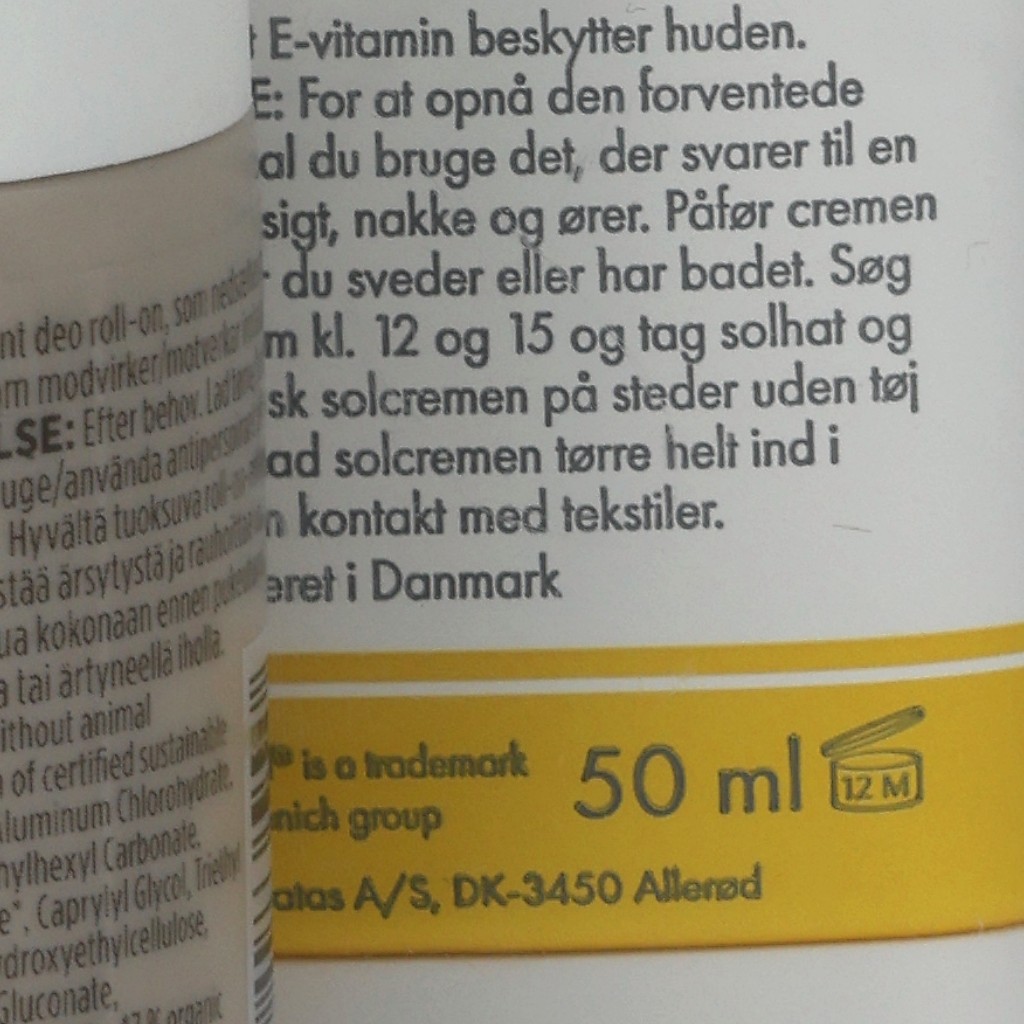 E-vitamin beskytter huden.
E: For at opnå den forventede
al du bruge det, der svarer til en
sigt, nakke og ører. Påfør cremen
du sveder eller har badet. Søg
m kl. 12 og 15 og tag solhat og
sk solcremen på steder uden tøj
ad solcremen tørre helt ind i
n kontakt med tekstiler.
eret i Danmark
is a trademark
nich group
50 ml
12 M
atas A/S, DK-3450 Allerød
nt deo roll-on, som
om modvirker/motverkar
LSE: Efter behov. Lad
uge/använda
Hyvältä tuoksuva roll-on
stää ärsytystä ja
ua kokonaan ennen
a tai ärtyneellä iholla.
ithout animal
of certified sustainable
luminum Chlorohydrate,
hylhexyl Carbonate,
e*, Caprylyl Glycol, Triethyl
droxyethylcellulose,
Gluconate,
organic